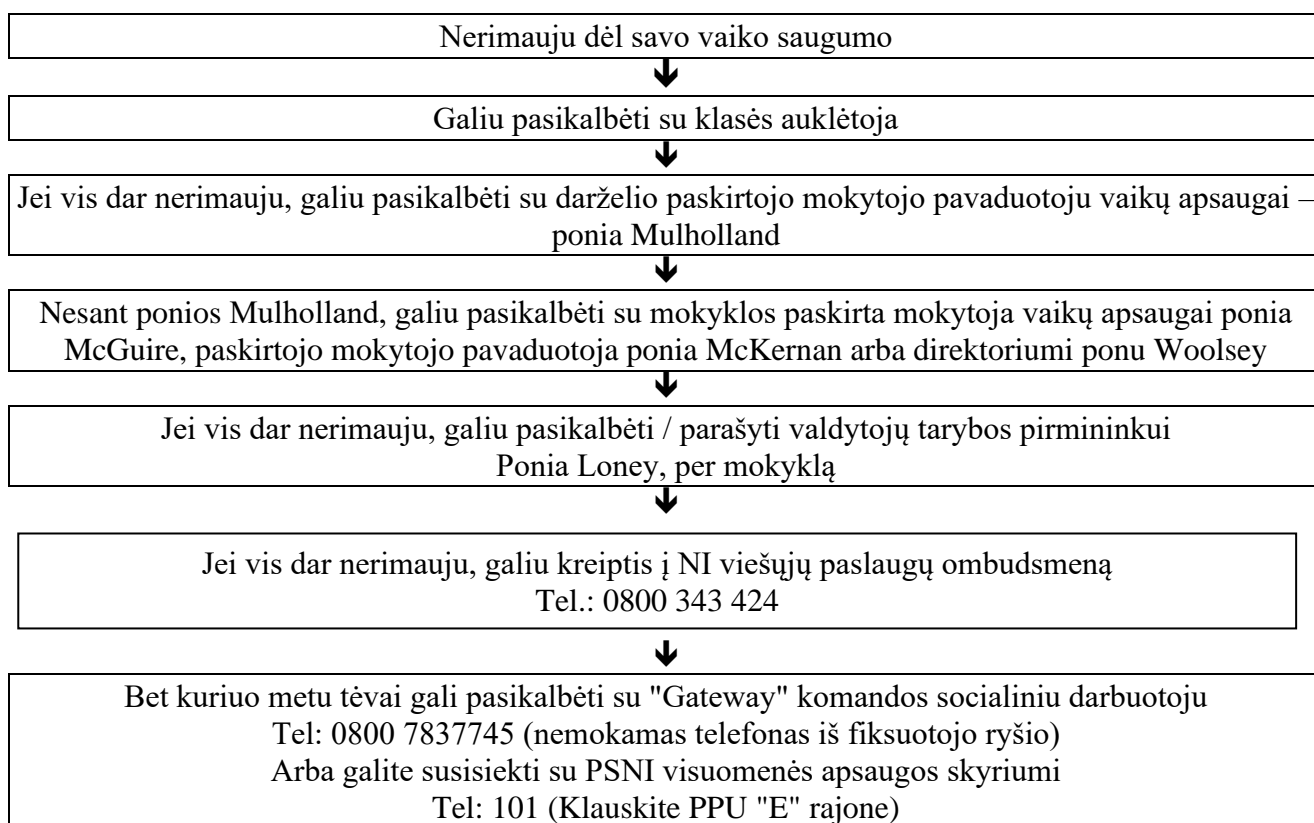 Nerimauju dėl savo vaiko saugumo
Galiu pasikalbėti su klasės auklėtoja
Jei vis dar nerimauju, galiu pasikalbėti su darželio paskirtojo mokytojo pavaduotoju vaikų apsaugai –
ponia Mulholland
Nesant ponios Mulholland, galiu pasikalbėti su mokyklos paskirta mokytoja vaikų apsaugai ponia
McGuire, paskirtojo mokytojo pavaduotoja ponia McKernan arba direktoriumi ponu Woolsey
Jei vis dar nerimauju, galiu pasikalbėti / parašyti valdytojų tarybos pirmininkui
Ponia Loney, per mokyklą
Jei vis dar nerimauju, galiu kreiptis į NI viešųjų paslaugų ombudsmeną
Tel.: 0800 343 424
Bet kuriuo metu tėvai gali pasikalbėti su "Gateway" komandos socialiniu darbuotoju
Tel: 0800 7837745 (nemokamas telefonas iš fiksuotojo ryšio)
Arba galite susisiekti su PSNI visuomenės apsaugos skyriumi
Tel: 101 (Klauskite PPU "E" rajone)